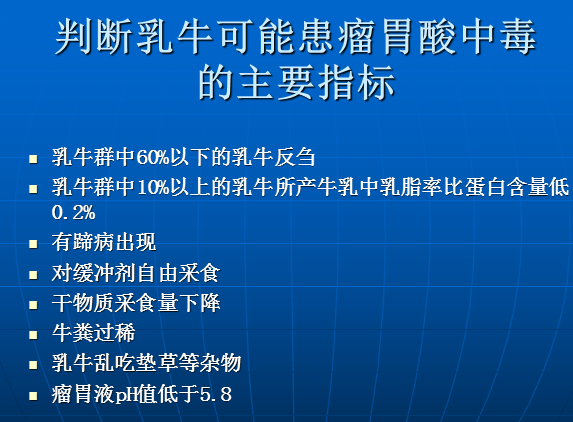 判断乳牛可能患瘤胃酸中毒
的主要指标
乳牛群中60%以下的乳牛反刍
乳牛群中10%以上的乳牛所产牛乳中乳脂率比蛋白含量低
0.2%
有蹄病出现
对缓冲剂自由采食
干物质采食量下降
牛粪过稀
乳牛乱吃垫草等杂物
瘤胃液pH值低于5.8